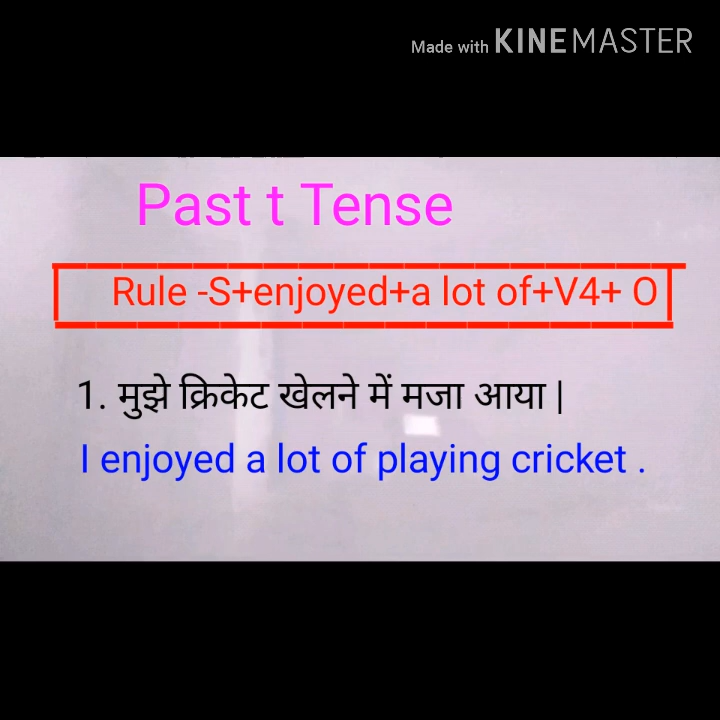 Made with KINEMASTER
Past t Tense
Rule -S+enjoyed+a lot of+V4+ O
1. मुझे क्रिकेट खेलने में मजा आया |
I enjoyed a lot of playing cricket .